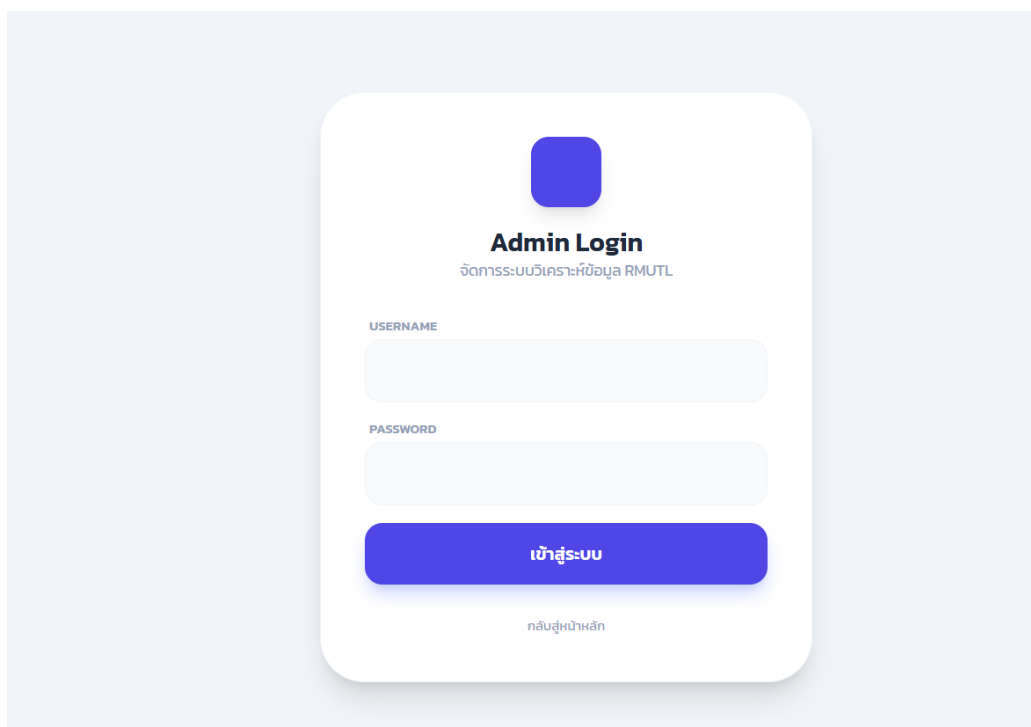 Admin Login
จัดการระบบวิเคราะห์ข้อมูล RMUTL
USERNAME
PASSWORD
เข้าสู่ระบบ
กลับสู่หน้าหลัก